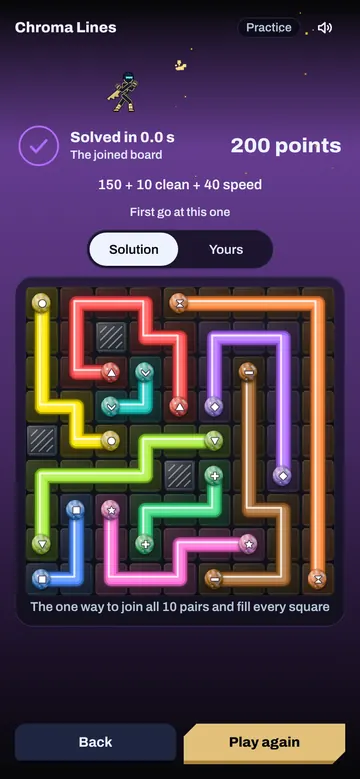 Chroma Lines
Practice
Solved in 0.0 s
The joined board
200 points
150 + 10 clean + 40 speed
First go at this one
Solution
Yours
The one way to join all 10 pairs and fill every square
Back
Play again